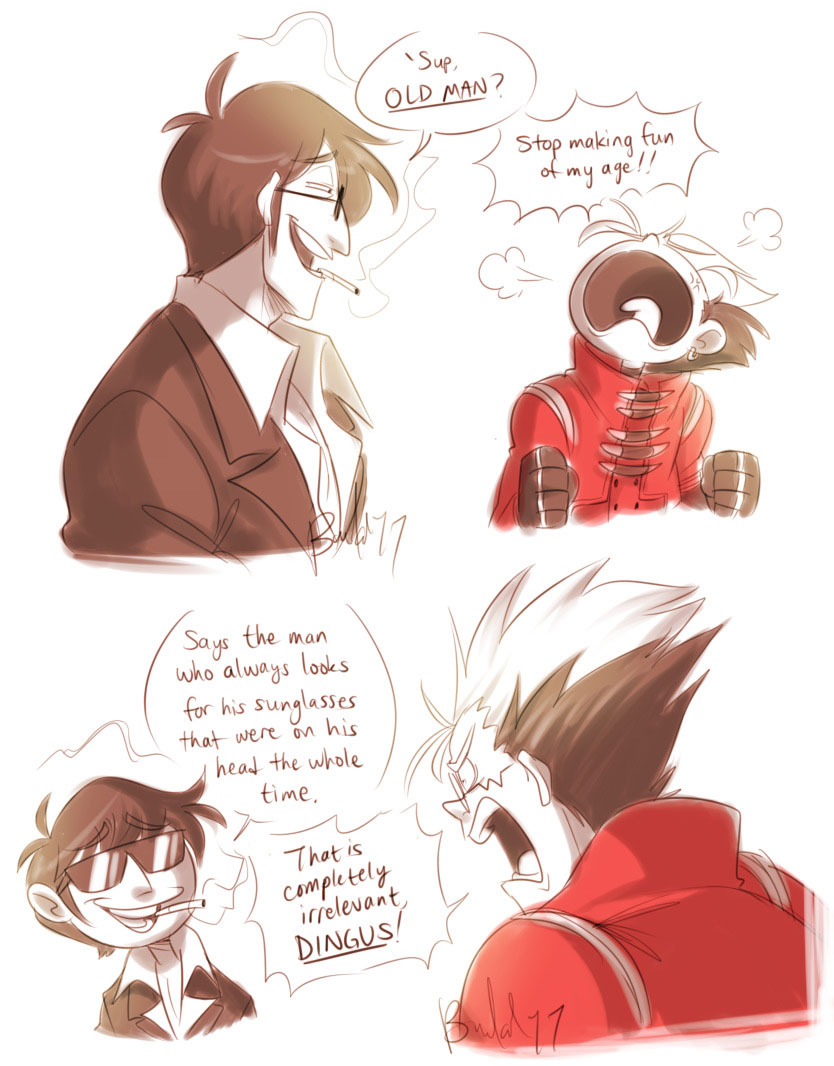 'Sup,
OLD MAN?
Stop making fun
of my age!!
Says the man
who always looks
for his sunglasses
that were on his
head the whole
time.
That is
completely
irrelevant,
DINGUS!